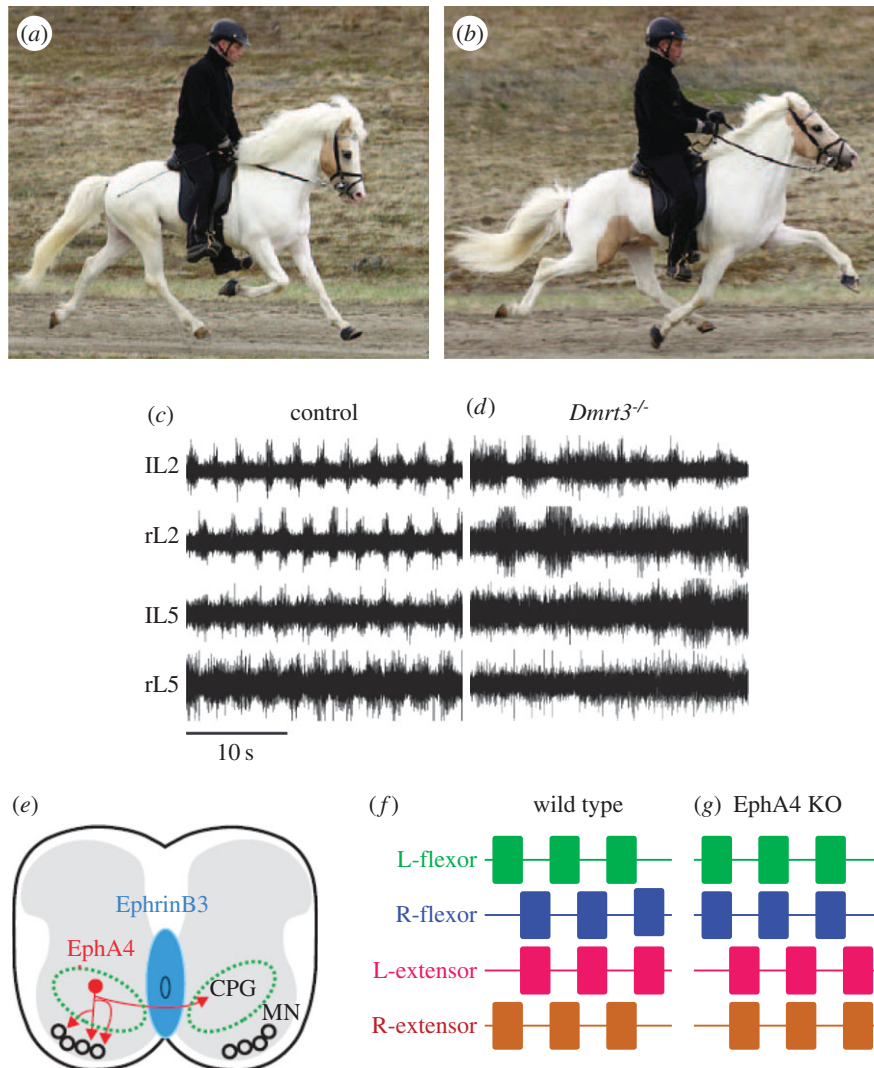 (a)
(b)
(c) control (d) Dmrt3-/-
lL2
rL2
lL5
rL5
10 s
(e)
EphrinB3
EphA4
CPG
MN
(f) wild type (g) EphA4 KO
L-flexor
R-flexor
L-extensor
R-extensor